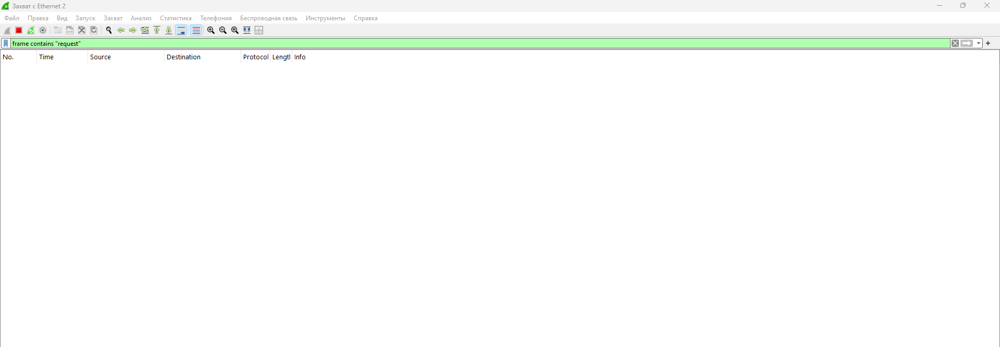 Захват с Ethernet 2
Файл Правка Вид Запуск Захват Анализ Статистика Телефония Беспроводная связь Инструменты Справка
frame contains "request"
No. Time Source Destination Protocol Lengtl Info